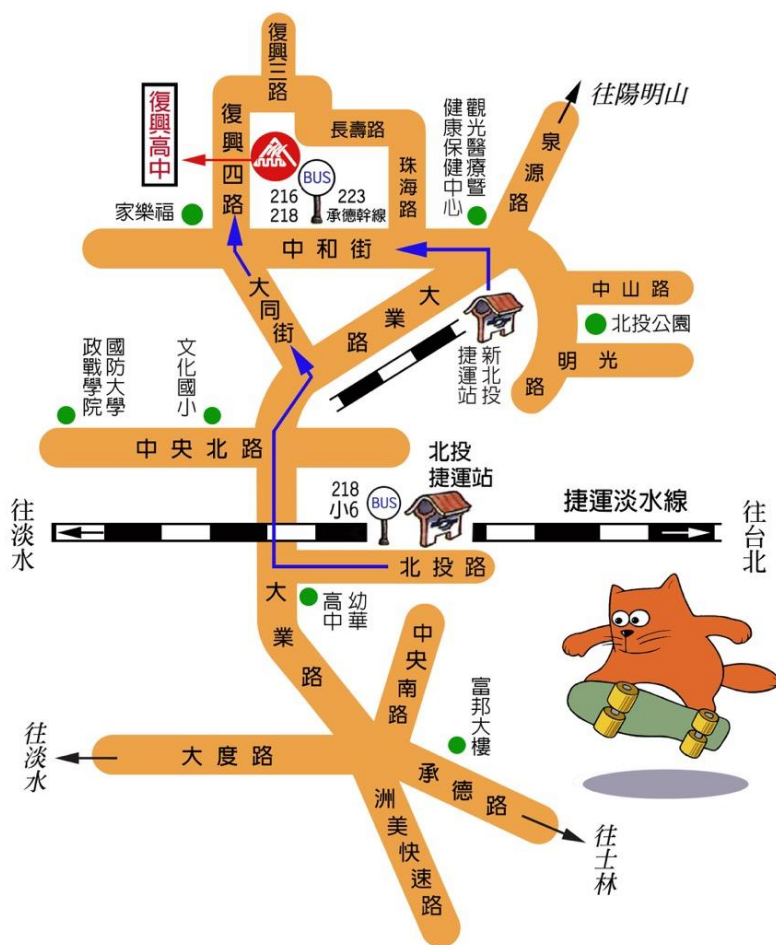 復興三路
往陽明山
復興高中
復興四路
長壽路
觀光醫療暨
健康保健中心
泉源路
BUS
216
223
218
承德幹線
珠海路
家樂福
中和街
大同街
大業路
中山路
新北投
捷運站
北投公園
明光路
國防大學
政戰學院
文化國小
中央北路
北投
捷運站
218
小6
BUS
捷運淡水線
往淡水
往台北
北投路
大業路
幼華
高中
中央南路
富邦大樓
往淡水
大度路
承德路
洲美快速路
往士林